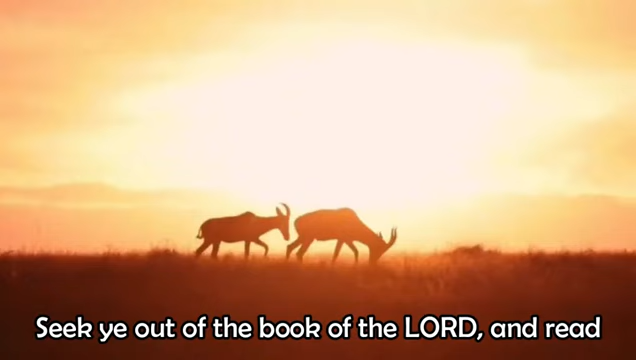 Seek ye out of the book of the LORD, and read